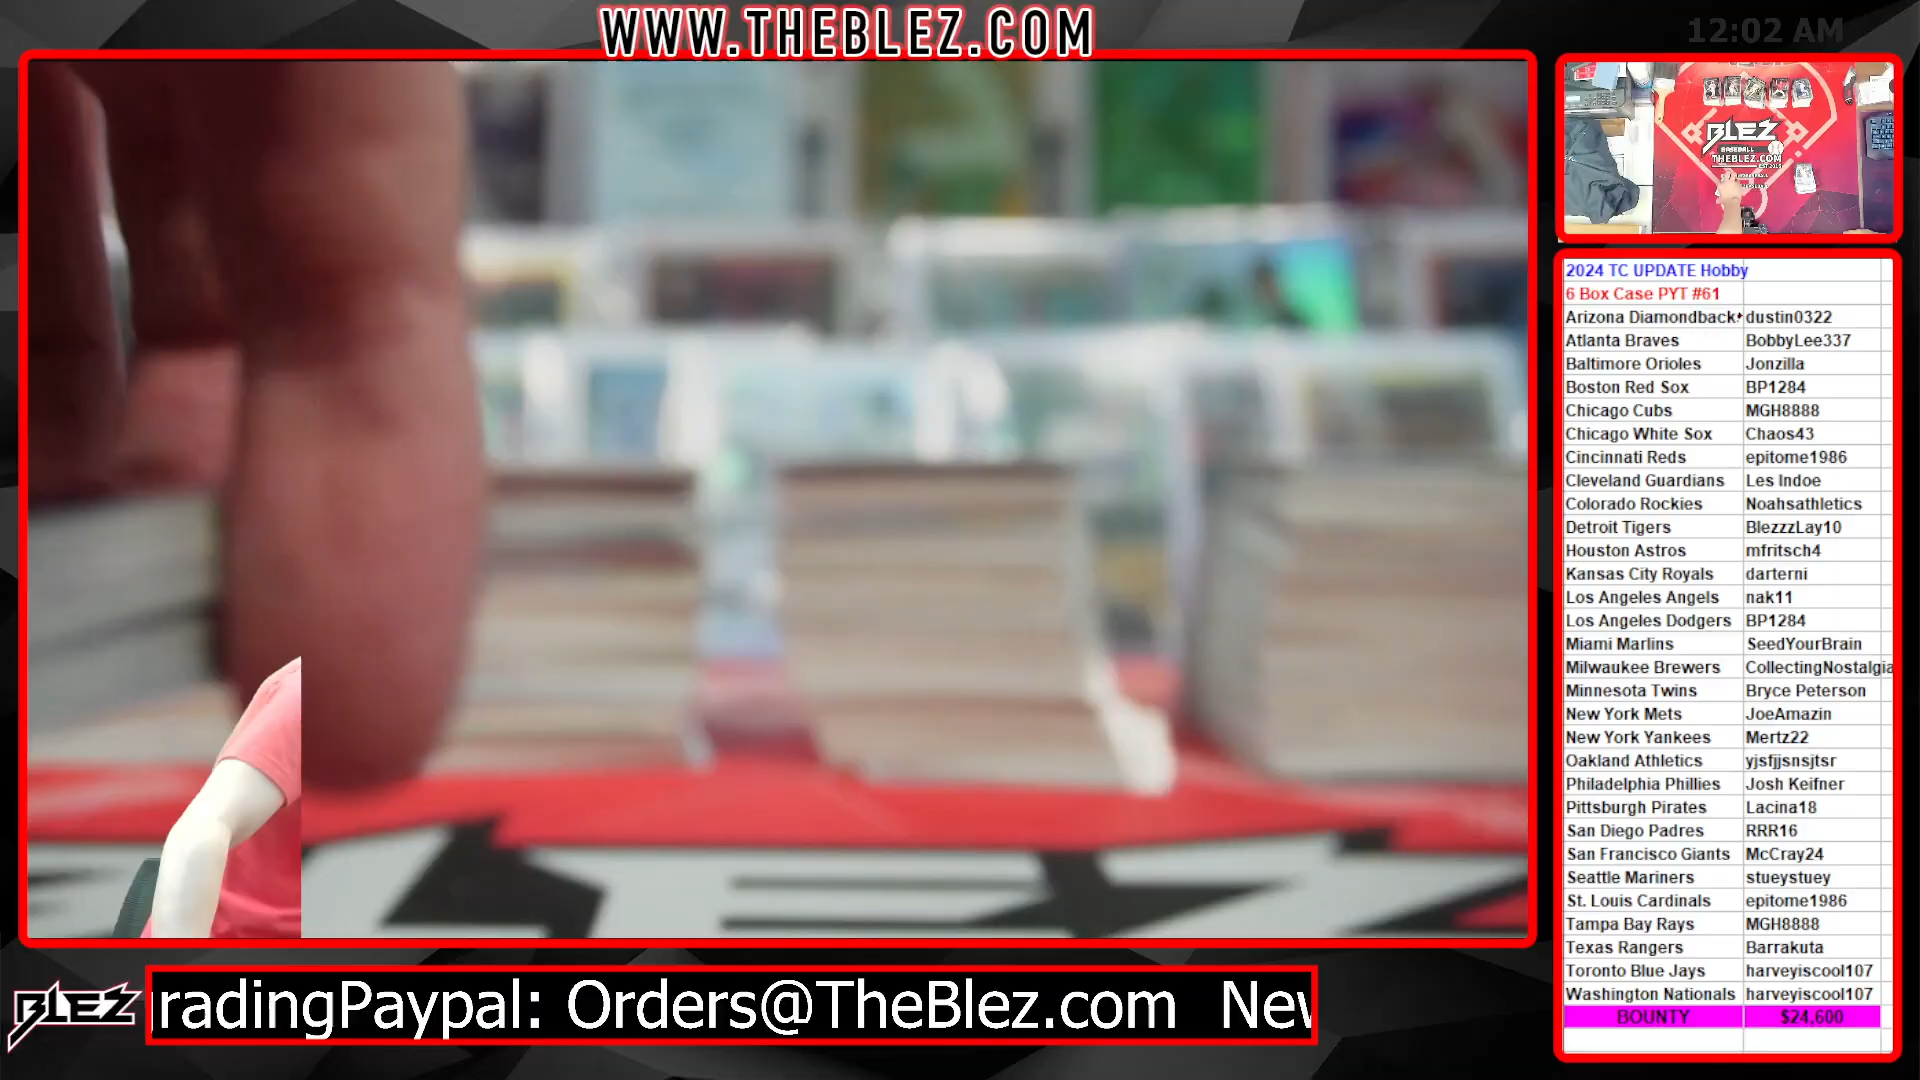 WWW.THEBLEZ.COM
12:02 AM
BLEZ
BASEBALL
THEBLEZ.COM
2024 TC UPDATE Hobby
6 Box Case PYT #61
Arizona Diamondback dustin0322
Atlanta Braves BobbyLee337
Baltimore Orioles Jonzilla
Boston Red Sox BP1284
Chicago Cubs MGH8888
Chicago White Sox Chaos43
Cincinnati Reds epitome1986
Cleveland Guardians Les Indoe
Colorado Rockies Noahsathletics
Detroit Tigers BlezzzLay10
Houston Astros mfritsch4
Kansas City Royals darterni
Los Angeles Angels nak11
Los Angeles Dodgers BP1284
Miami Marlins SeedYourBrain
Milwaukee Brewers CollectingNostalgia
Minnesota Twins Bryce Peterson
New York Mets JoeAmazin
New York Yankees Mertz22
Oakland Athletics yjsfjjsnsjtsr
Philadelphia Phillies Josh Keifner
Pittsburgh Pirates Lacina18
San Diego Padres RRR16
San Francisco Giants McCray24
Seattle Mariners stueystuey
St. Louis Cardinals epitome1986
Tampa Bay Rays MGH8888
Texas Rangers Barrakuta
Toronto Blue Jays harveyiscool107
Washington Nationals harveyiscool107
BOUNTY $24,600
BLEZ
radingPaypal: Orders@TheBlez.com Nev